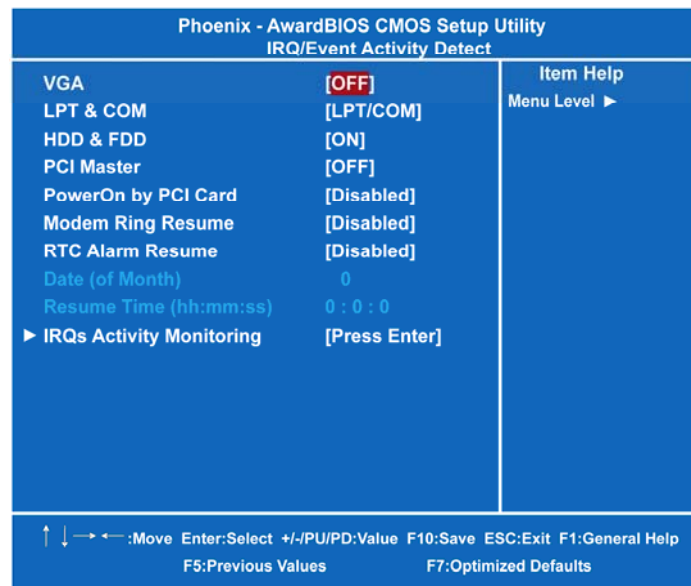 Phoenix - AwardBIOS CMOS Setup Utility
IRQ/Event Activity Detect
VGA [OFF]
LPT & COM [LPT/COM]
HDD & FDD [ON]
PCI Master [OFF]
PowerOn by PCI Card [Disabled]
Modem Ring Resume [Disabled]
RTC Alarm Resume [Disabled]
Date (of Month) 0
Resume Time (hh:mm:ss) 0 : 0 : 0
► IRQs Activity Monitoring [Press Enter]
Item Help
Menu Level ►
↑ ↓ → ← :Move Enter:Select +/-/PU/PD:Value F10:Save ESC:Exit F1:General Help
F5:Previous Values F7:Optimized Defaults